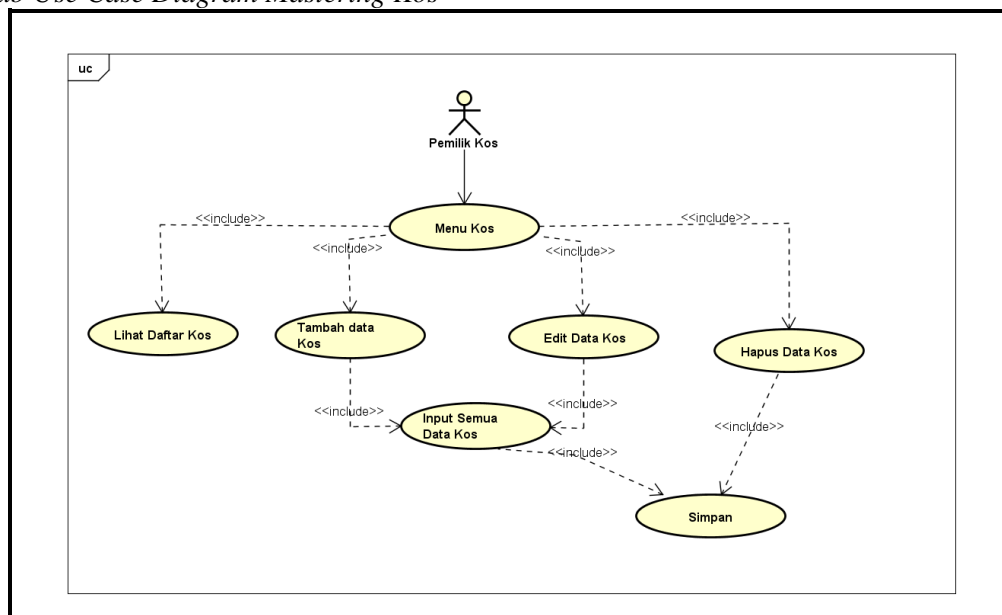 Use Case Diagram Mastering Kos
uc
Pemilik Kos
<<include>>
<<include>>
Menu Kos
<<include>>
<<include>>
Lihat Daftar Kos
Tambah data
Kos
Edit Data Kos
Hapus Data Kos
<<include>>
Input Semua
Data Kos
<<include>>
<<include>>
<<include>>
Simpan